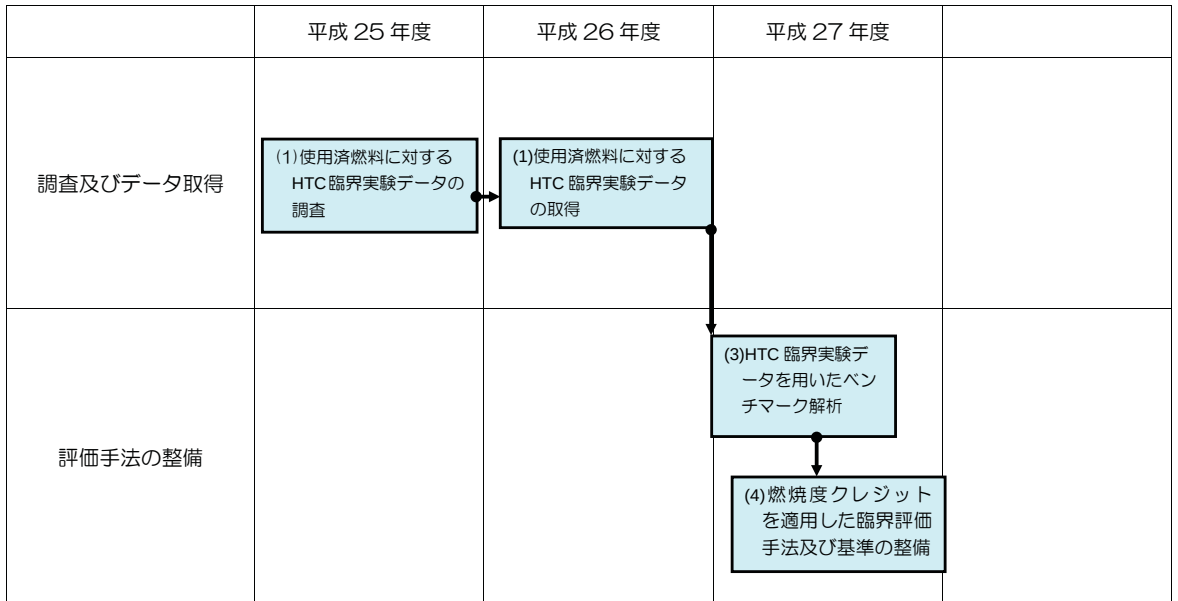 平成 25 年度
平成 26 年度
平成 27 年度
調査及びデータ取得
(1)使用済燃料に対する
HTC 臨界実験データの
調査
(1)使用済燃料に対する
HTC 臨界実験データ
の取得
評価手法の整備
(3)HTC 臨界実験デ
ータを用いたベン
チマーク解析
(4)燃焼度クレジット
を適用した臨界評価
手法及び基準の整備